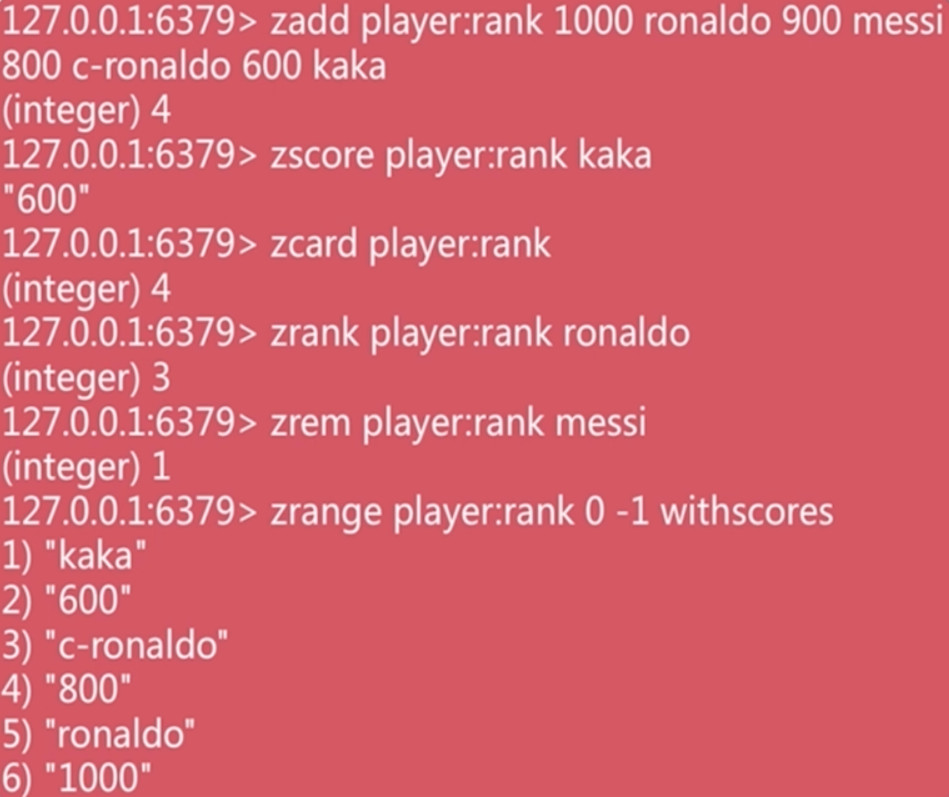 127.0.0.1:6379> zadd player:rank 1000 ronaldo 900 messi
800 c-ronaldo 600 kaka
(integer) 4
127.0.0.1:6379> zscore player:rank kaka
"600"
127.0.0.1:6379> zcard player:rank
(integer) 4
127.0.0.1:6379> zrank player:rank ronaldo
(integer) 3
127.0.0.1:6379> zrem player:rank messi
(integer) 1
127.0.0.1:6379> zrange player:rank 0 -1 withscores
1) "kaka"
2) "600"
3) "c-ronaldo"
4) "800"
5) "ronaldo"
6) "1000"